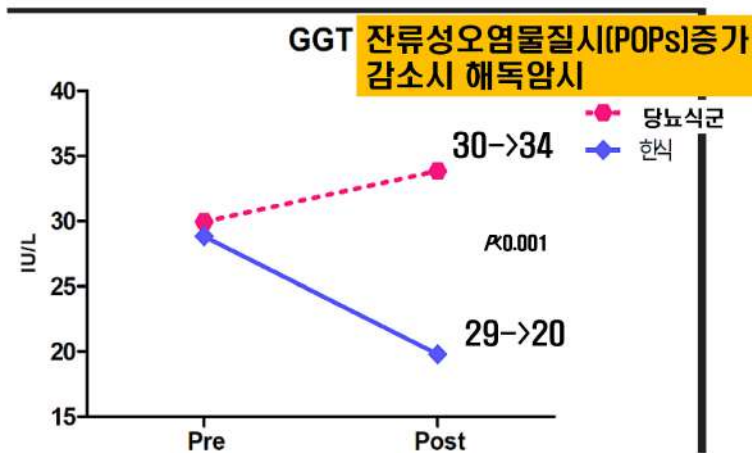 GGT 잔류성오염물질시(POPs)증가
감소시 해독암시
당뇨식군
한식
40
35
30
25
20
15
IU/L
30->34
P<0.001
29->20
Pre
Post